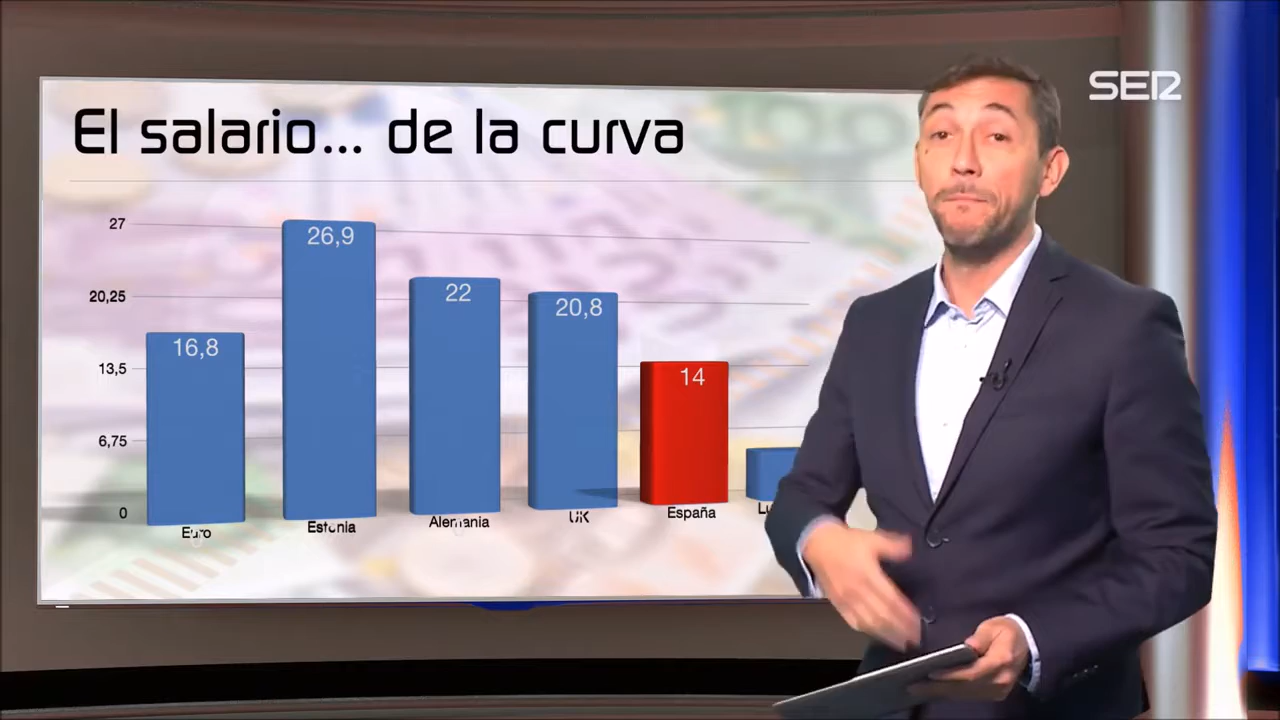 SER
El salario... de la curva
27
20,25
13,5
6,75
0
16,8
26,9
22
20,8
14
Euro
Estonia
Alemania
UK
España
Lu